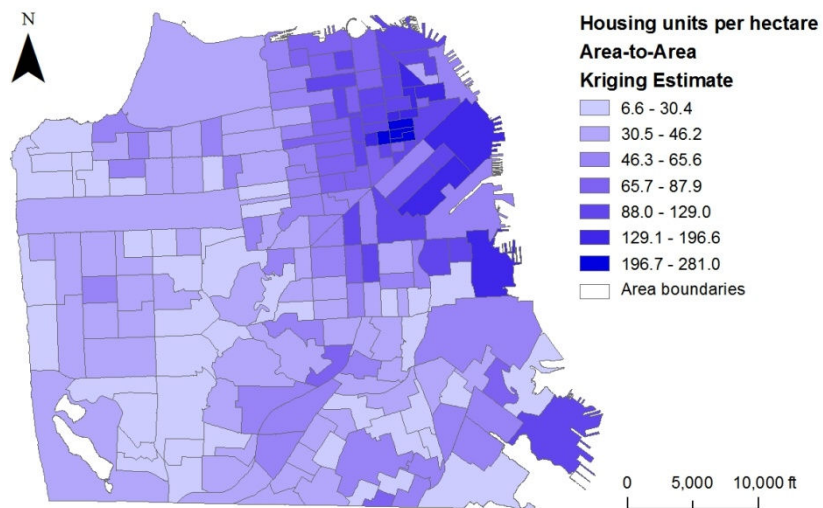 N
Housing units per hectare
Area-to-Area
Kriging Estimate
6.6 - 30.4
30.5 - 46.2
46.3 - 65.6
65.7 - 87.9
88.0 - 129.0
129.1 - 196.6
196.7 - 281.0
Area boundaries
0 5,000 10,000 ft